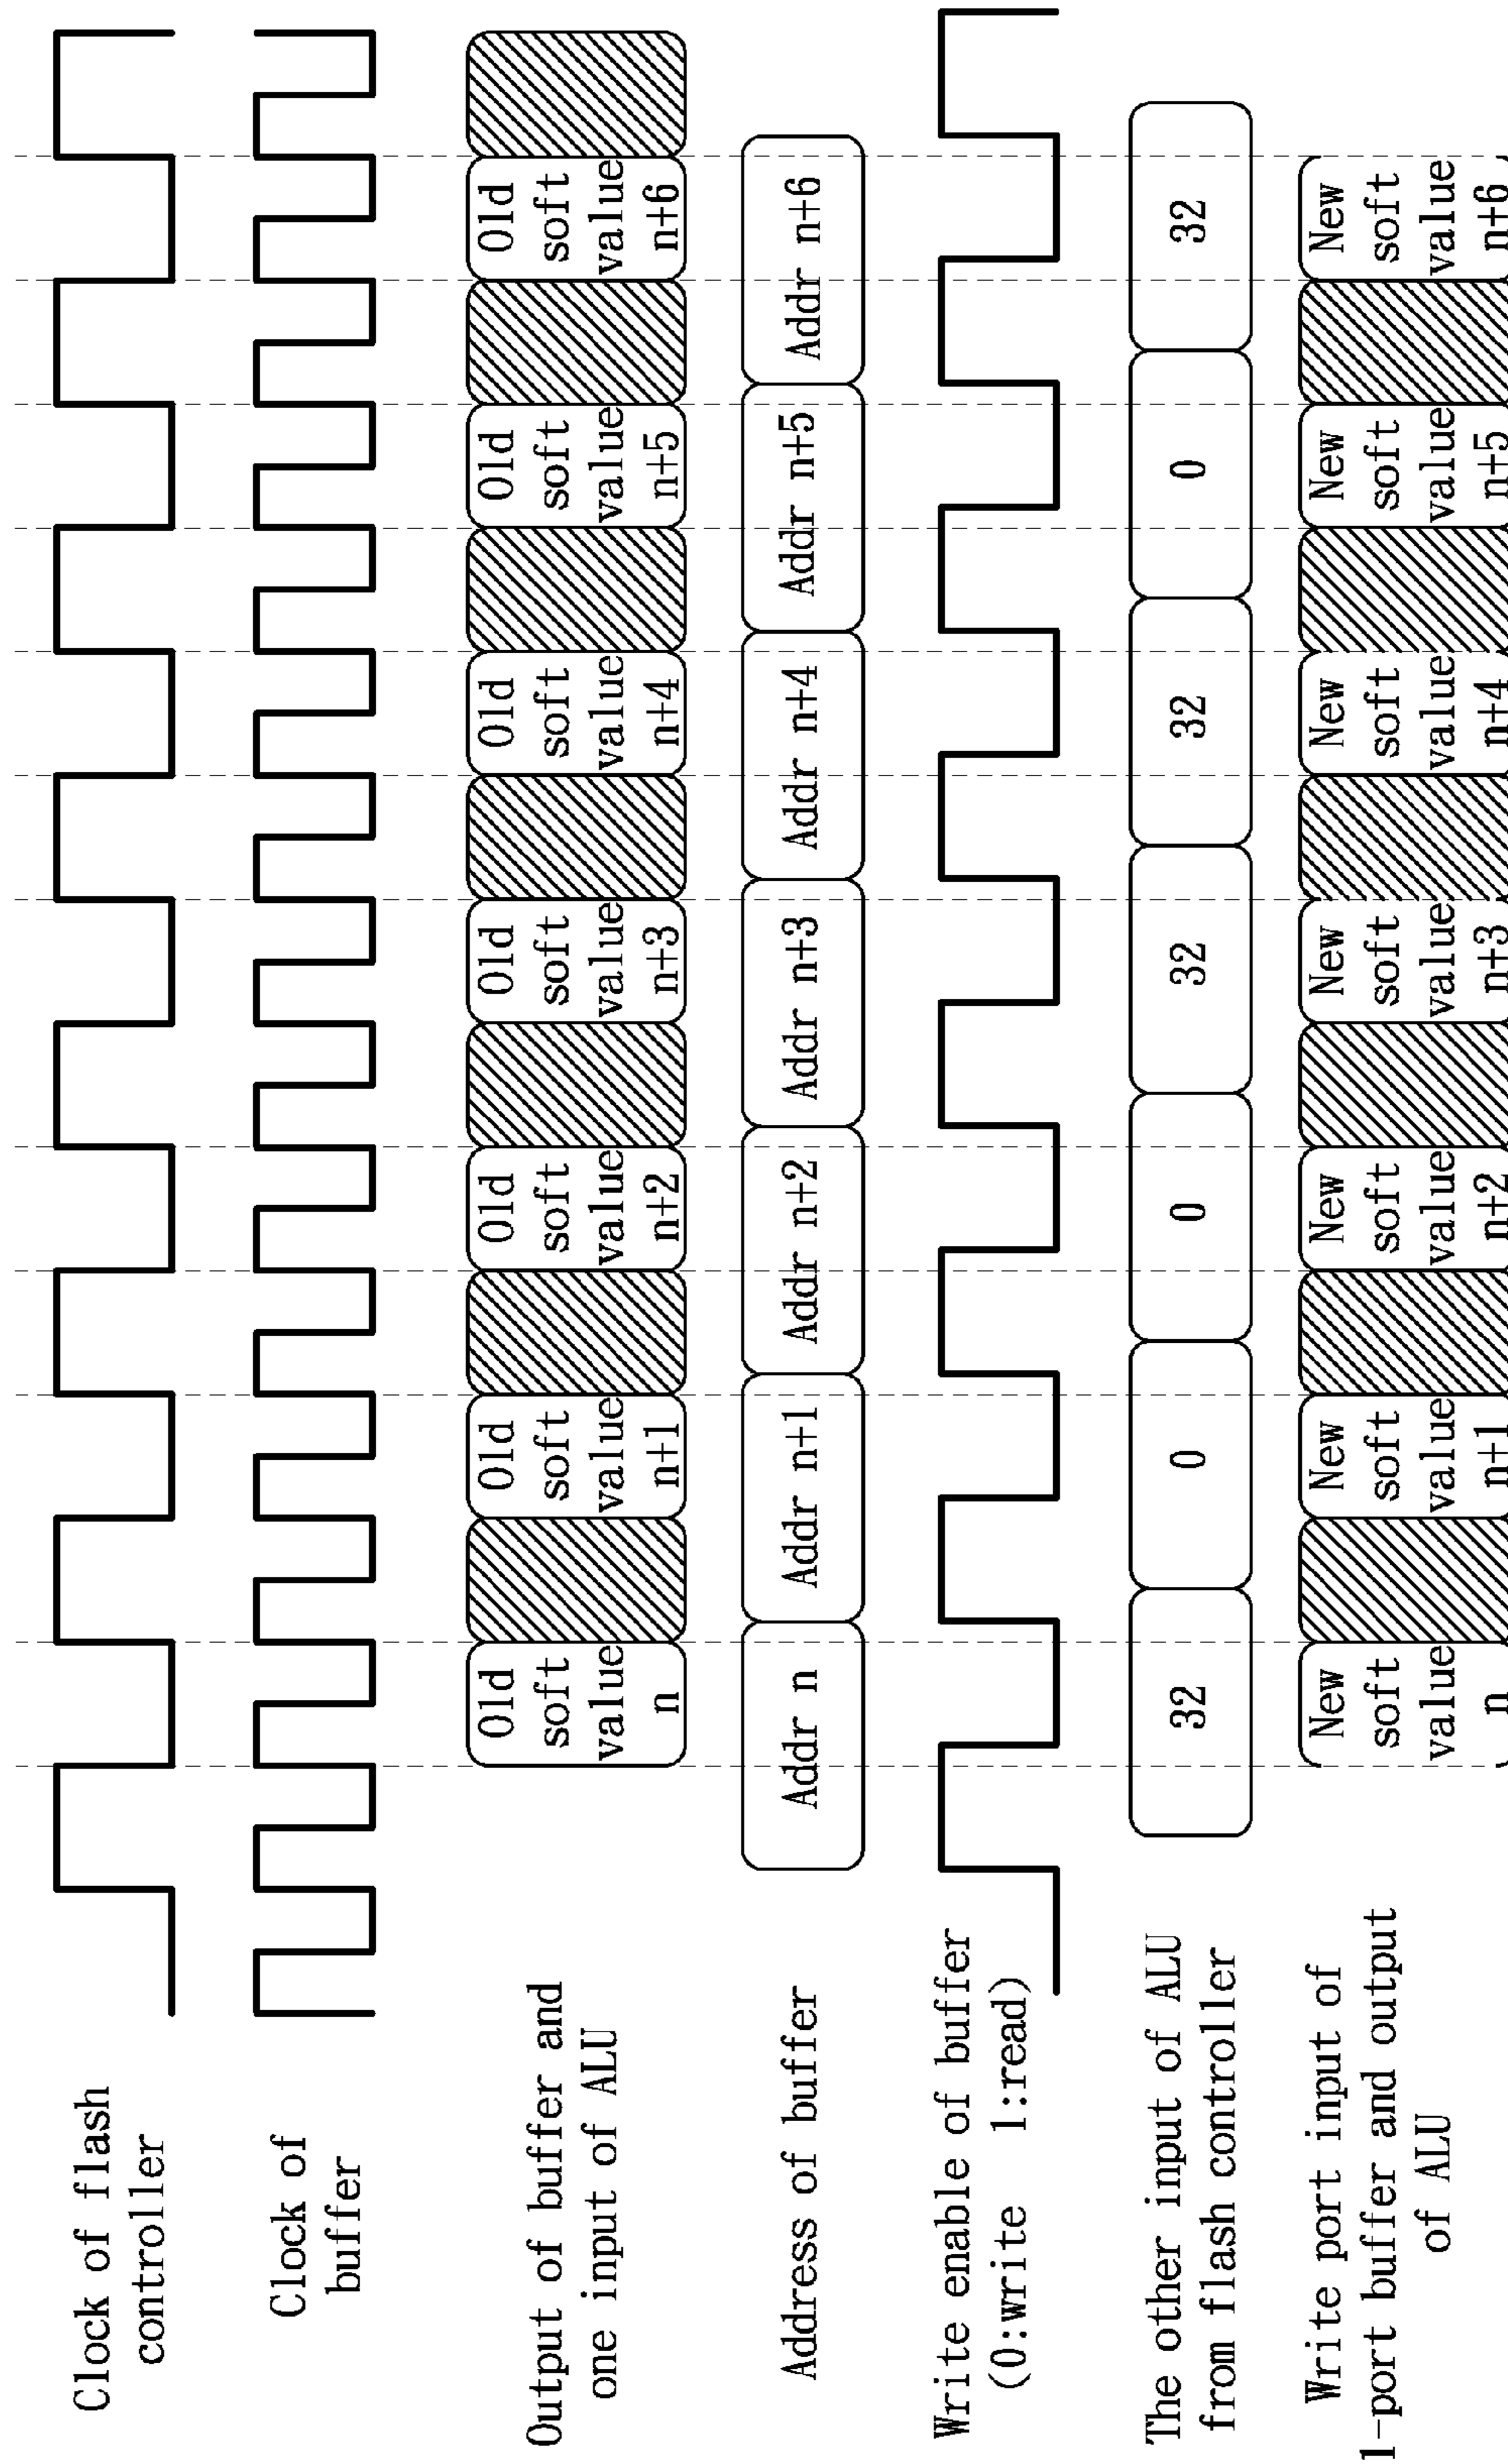 Clock of flash
controller
Clock of
buffer
Output of buffer and
one input of ALU
Old
soft
value
n
Old
soft
value
n+1
Old
soft
value
n+2
Old
soft
value
n+3
Old
soft
value
n+4
Old
soft
value
n+5
Old
soft
value
n+6
Address of buffer
Addr n
Addr n+1
Addr n+2
Addr n+3
Addr n+4
Addr n+5
Addr n+6
Write enable of buffer
(0:write 1:read)
The other input of ALU
from flash controller
32
0
0
32
32
0
32
Write port input of
1-port buffer and output
of ALU
New
soft
value
n
New
soft
value
n+1
New
soft
value
n+2
New
soft
value
n+3
New
soft
value
n+4
New
soft
value
n+5
New
soft
value
n+6